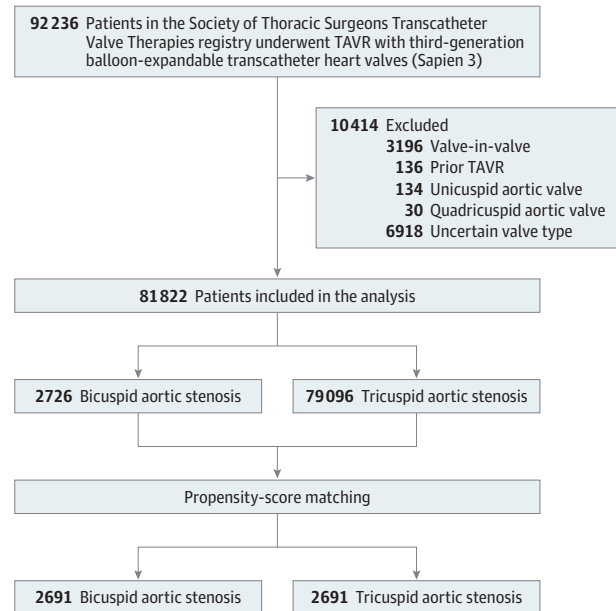 92 236 Patients in the Society of Thoracic Surgeons Transcatheter
Valve Therapies registry underwent TAVR with third-generation
balloon-expandable transcatheter heart valves (Sapien 3)
10 414 Excluded
3196 Valve-in-valve
136 Prior TAVR
134 Unicuspid aortic valve
30 Quadricuspid aortic valve
6918 Uncertain valve type
81 822 Patients included in the analysis
2726 Bicuspid aortic stenosis
79 096 Tricuspid aortic stenosis
Propensity-score matching
2691 Bicuspid aortic stenosis
2691 Tricuspid aortic stenosis